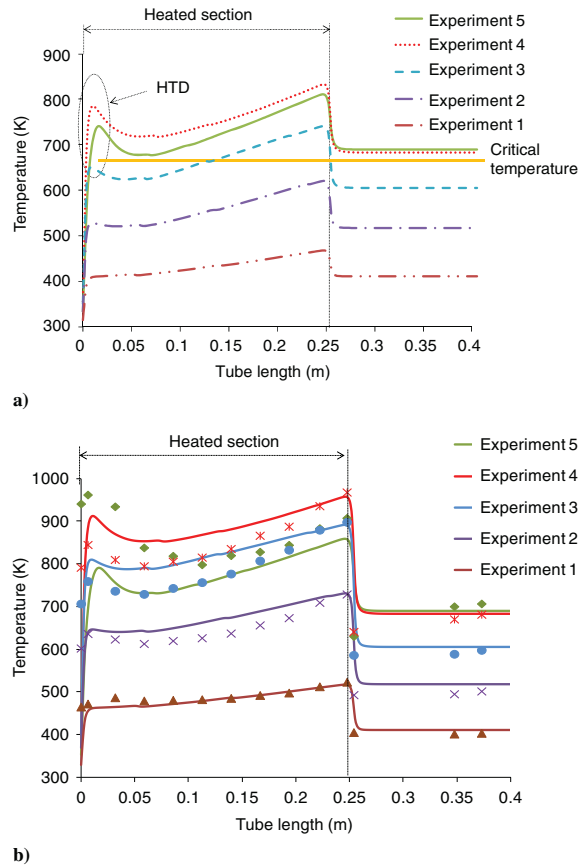 Heated section
Experiment 5
Experiment 4
Experiment 3
Experiment 2
Experiment 1
HTD
Critical
temperature
Temperature (K)
900
800
700
600
500
400
300
0 0.05 0.1 0.15 0.2 0.25 0.3 0.35 0.4
Tube length (m)
a)
Heated section
Experiment 5
Experiment 4
Experiment 3
Experiment 2
Experiment 1
Temperature (K)
1000
900
800
700
600
500
400
300
0 0.05 0.1 0.15 0.2 0.25 0.3 0.35 0.4
Tube length (m)
b)